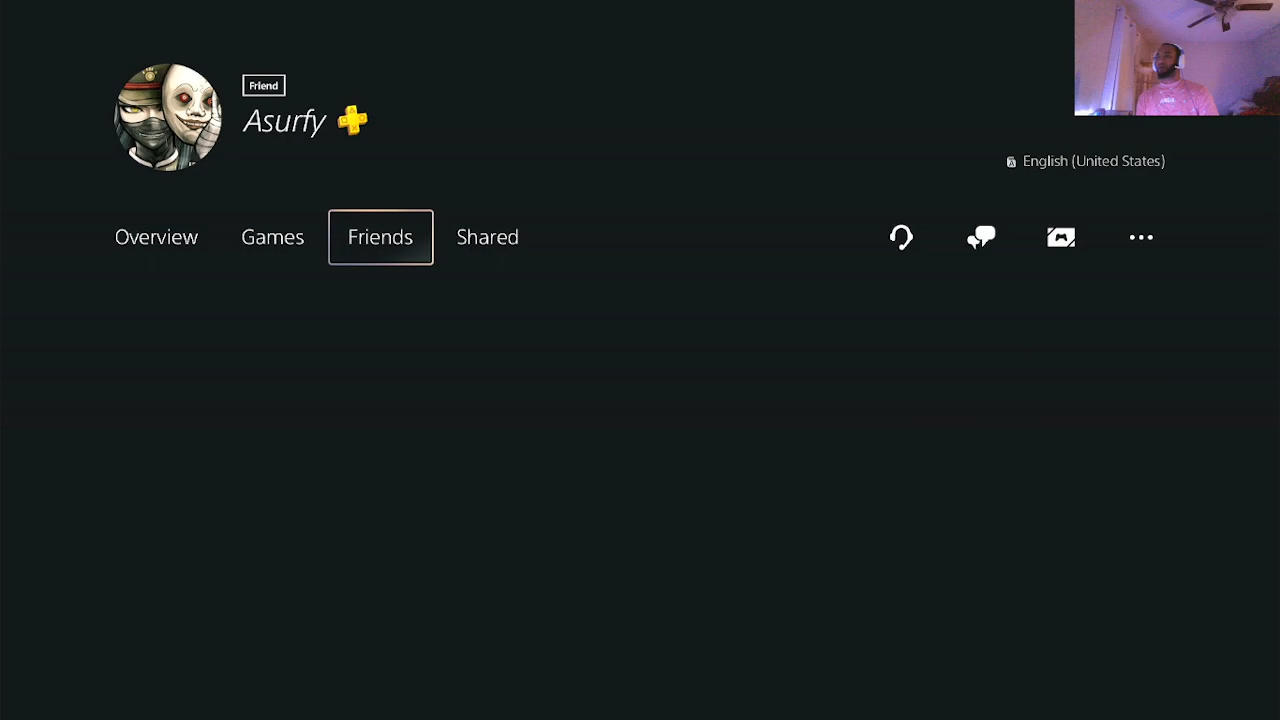 Friend
Asurfy
English (United States)
Overview
Games
Friends
Shared